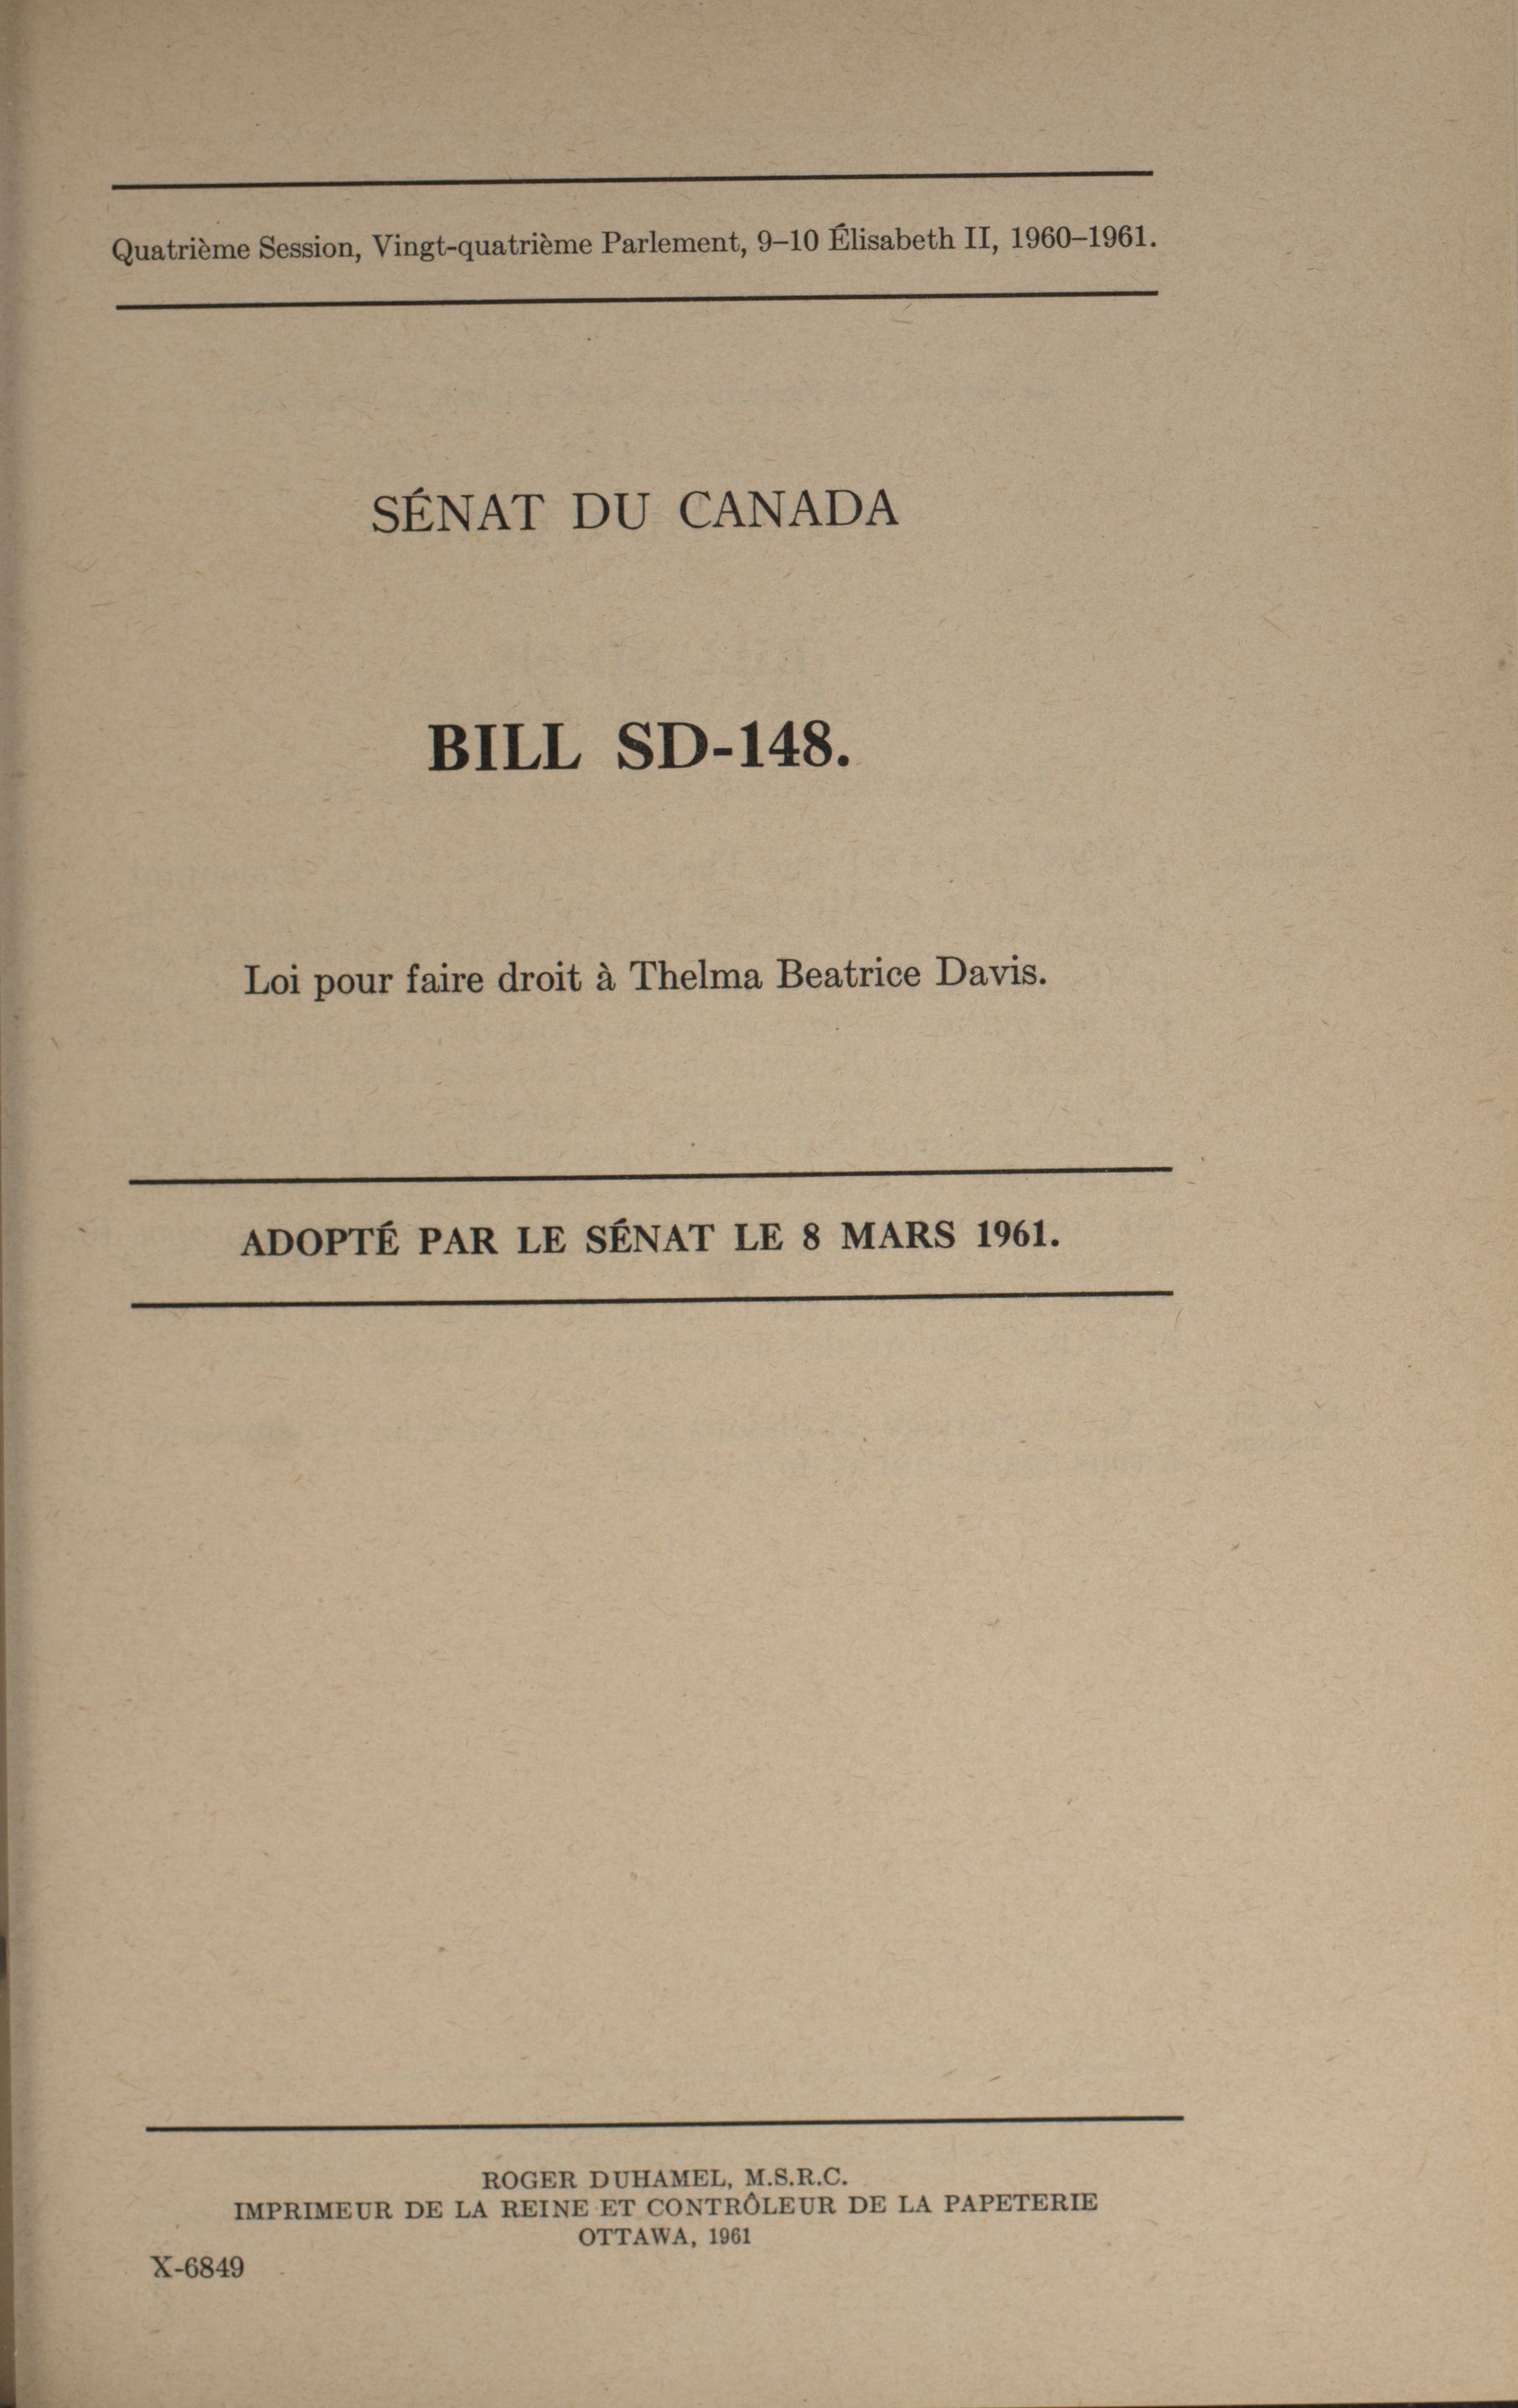 Quatrième Session, Vingt-quatrième Parlement, 9–10 Élisabeth II, 1960–1961.
SÉNAT DU CANADA
BILL SD-148.
Loi pour faire droit à Thelma Beatrice Davis.
ADOPTÉ PAR LE SÉNAT LE 8 MARS 1961.
ROGER DUHAMEL, M.S.R.C.
IMPRIMEUR DE LA REINE ET CONTRÔLEUR DE LA PAPETERIE
OTTAWA, 1961
X-6849